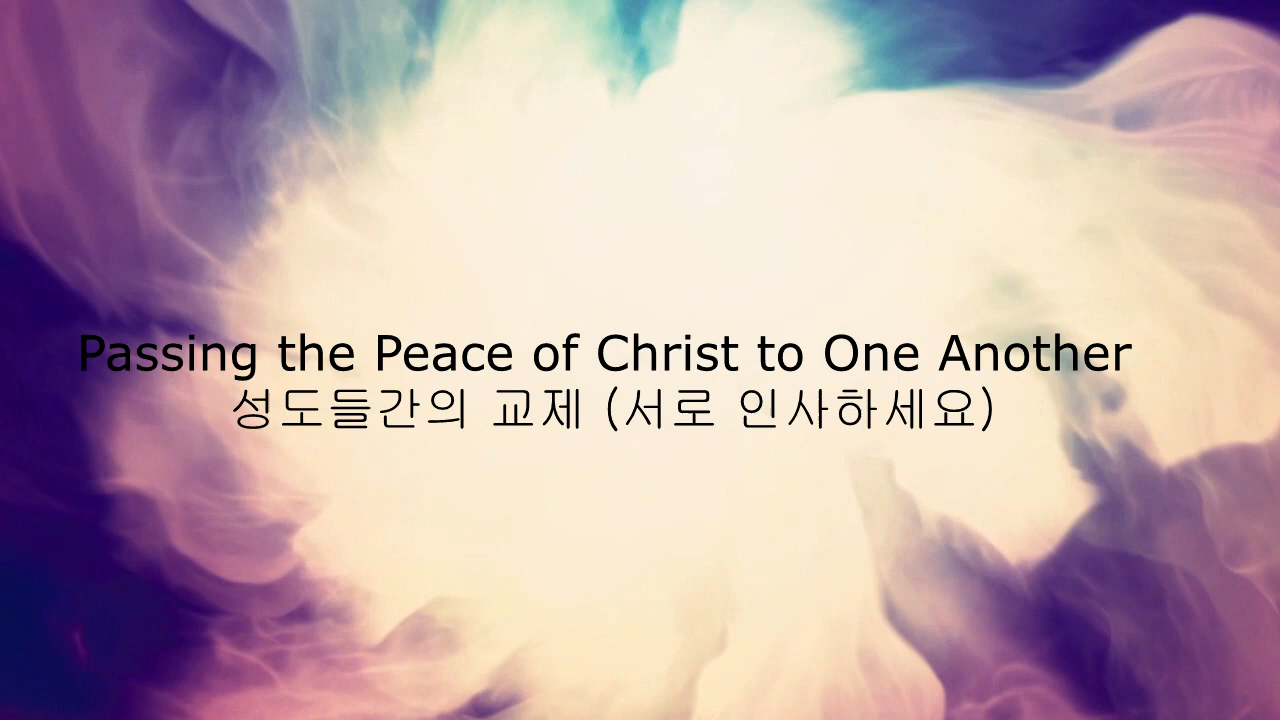 Passing the Peace of Christ to One Another
성도들간의 교제 (서로 인사하세요)